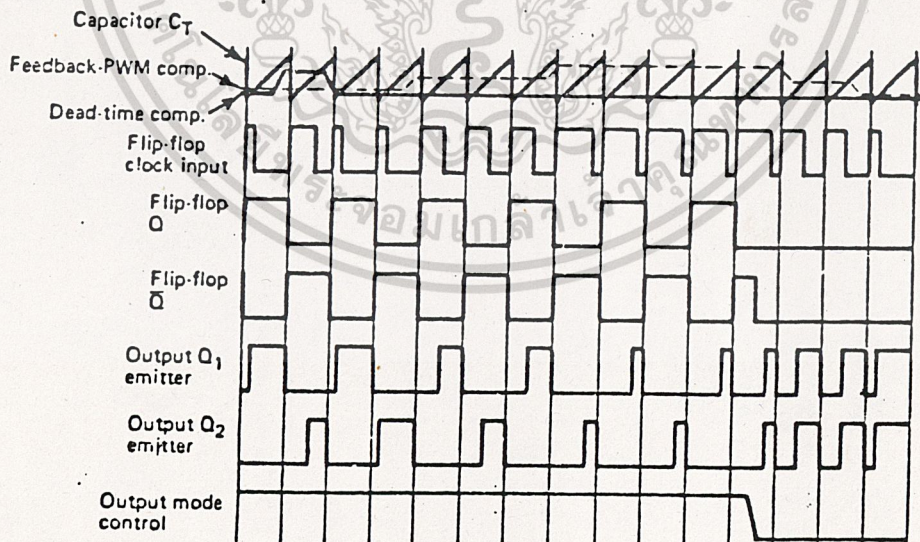 Capacitor CT
Feedback-PWM comp.
Dead-time comp.
Flip-flop
clock input
Flip-flop
Q
Flip-flop
Q̅
Output Q1
emitter
Output Q2
emitter
Output mode
control